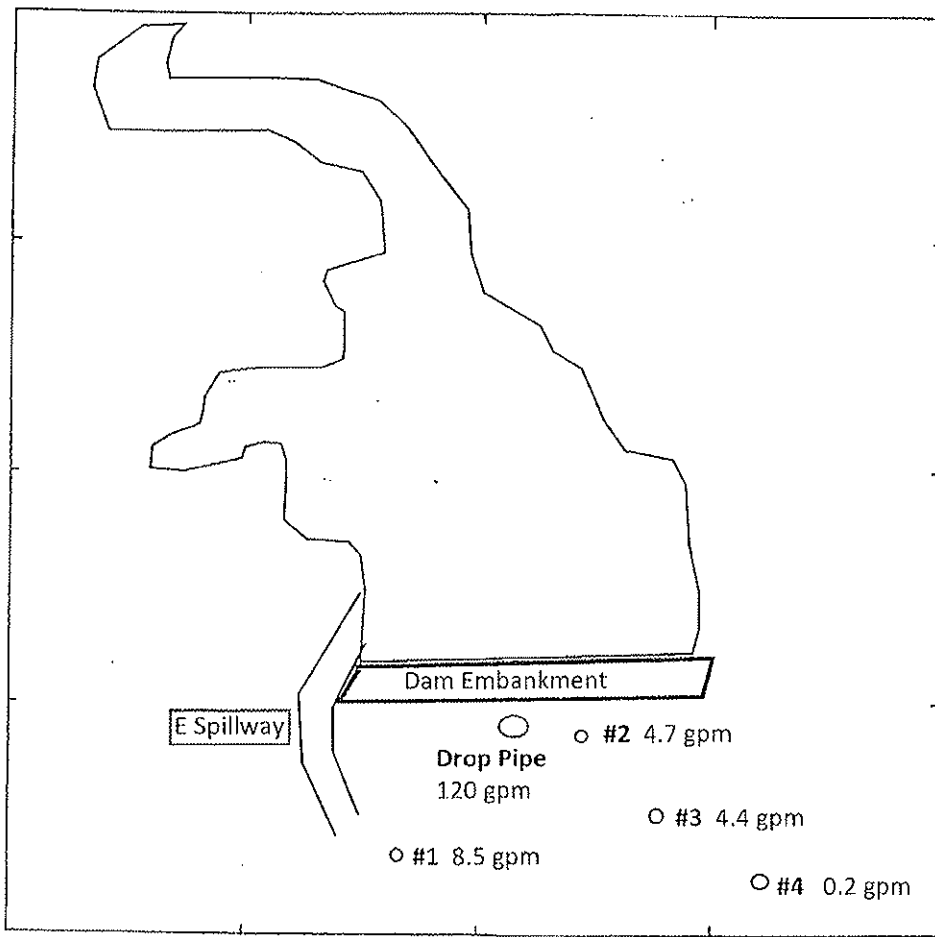 Dam Embankment
E Spillway
#2 4.7 gpm
Drop Pipe
120 gpm
#3 4.4 gpm
#1 8.5 gpm
#4 0.2 gpm